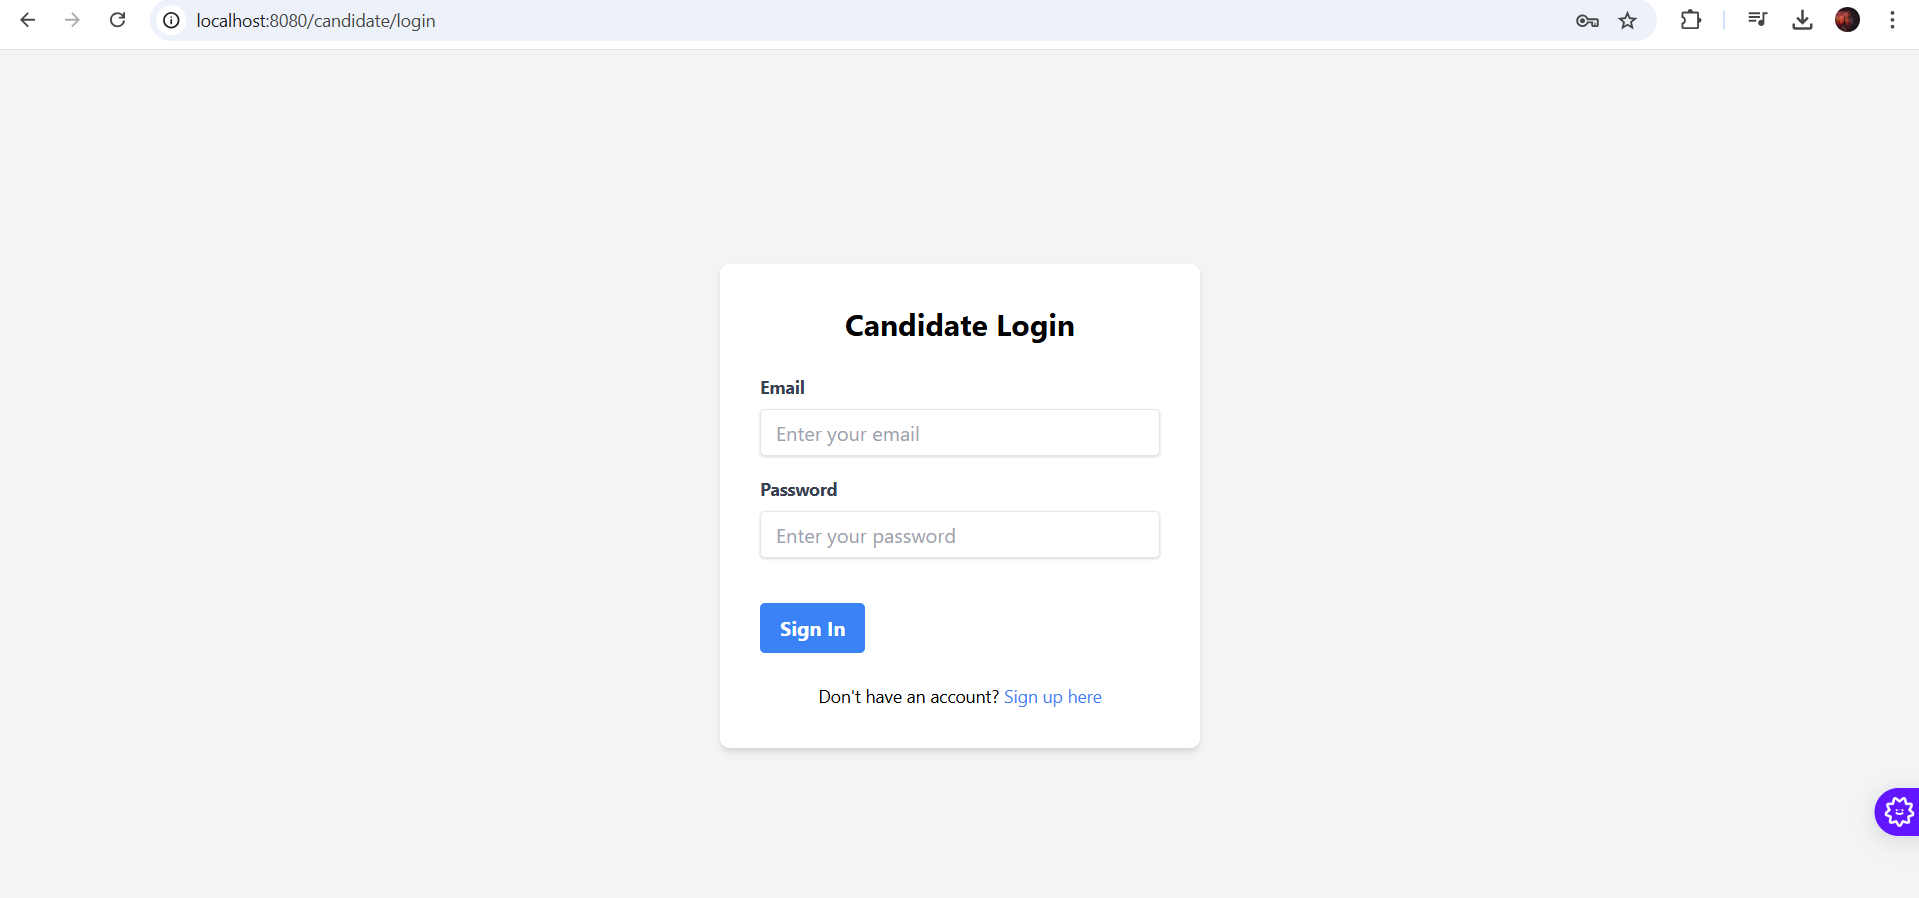 localhost:8080/candidate/login
Candidate Login
Email
Enter your email
Password
Enter your password
Sign In
Don't have an account? Sign up here